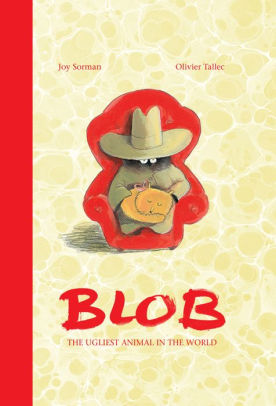 Joy Sorman Olivier Tallec
BLOB
THE UGLIEST ANIMAL IN THE WORLD